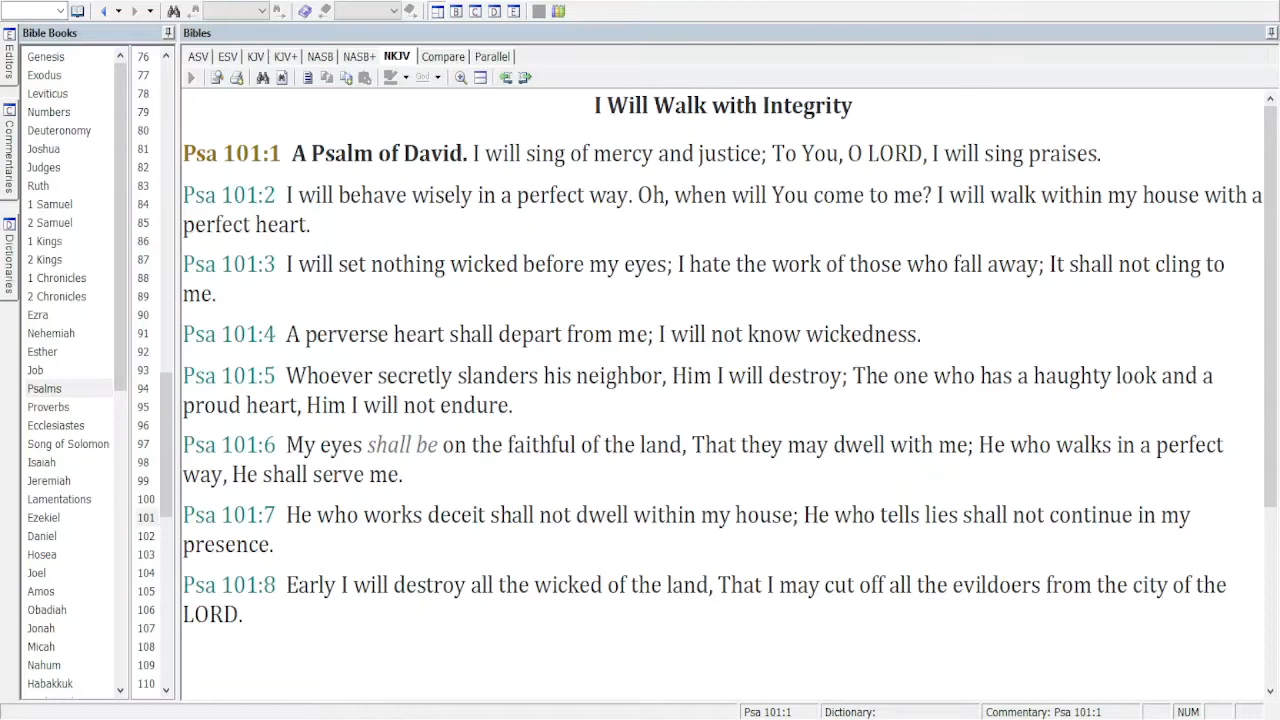 Bible Books
Bibles
Editors
Commentaries
Dictionaries
Genesis
Exodus
Leviticus
Numbers
Deuteronomy
Joshua
Judges
Ruth
1 Samuel
2 Samuel
1 Kings
2 Kings
1 Chronicles
2 Chronicles
Ezra
Nehemiah
Esther
Job
Psalms
Proverbs
Ecclesiastes
Song of Solomon
Isaiah
Jeremiah
Lamentations
Ezekiel
Daniel
Hosea
Joel
Amos
Obadiah
Jonah
Micah
Nahum
Habakkuk
76
77
78
79
80
81
82
83
84
85
86
87
88
89
90
91
92
93
94
95
96
97
98
99
100
101
102
103
104
105
106
107
108
109
110
ASV ESV KJV KJV+ NASB NASB+ NKJV Compare Parallel
I Will Walk with Integrity
Psa 101:1 A Psalm of David. I will sing of mercy and justice; To You, O LORD, I will sing praises.
Psa 101:2 I will behave wisely in a perfect way. Oh, when will You come to me? I will walk within my house with a
perfect heart.
Psa 101:3 I will set nothing wicked before my eyes; I hate the work of those who fall away; It shall not cling to
me.
Psa 101:4 A perverse heart shall depart from me; I will not know wickedness.
Psa 101:5 Whoever secretly slanders his neighbor, Him I will destroy; The one who has a haughty look and a
proud heart, Him I will not endure.
Psa 101:6 My eyes shall be on the faithful of the land, That they may dwell with me; He who walks in a perfect
way, He shall serve me.
Psa 101:7 He who works deceit shall not dwell within my house; He who tells lies shall not continue in my
presence.
Psa 101:8 Early I will destroy all the wicked of the land, That I may cut off all the evildoers from the city of the
LORD.
Psa 101:1 Dictionary: Commentary: Psa 101:1 NUM